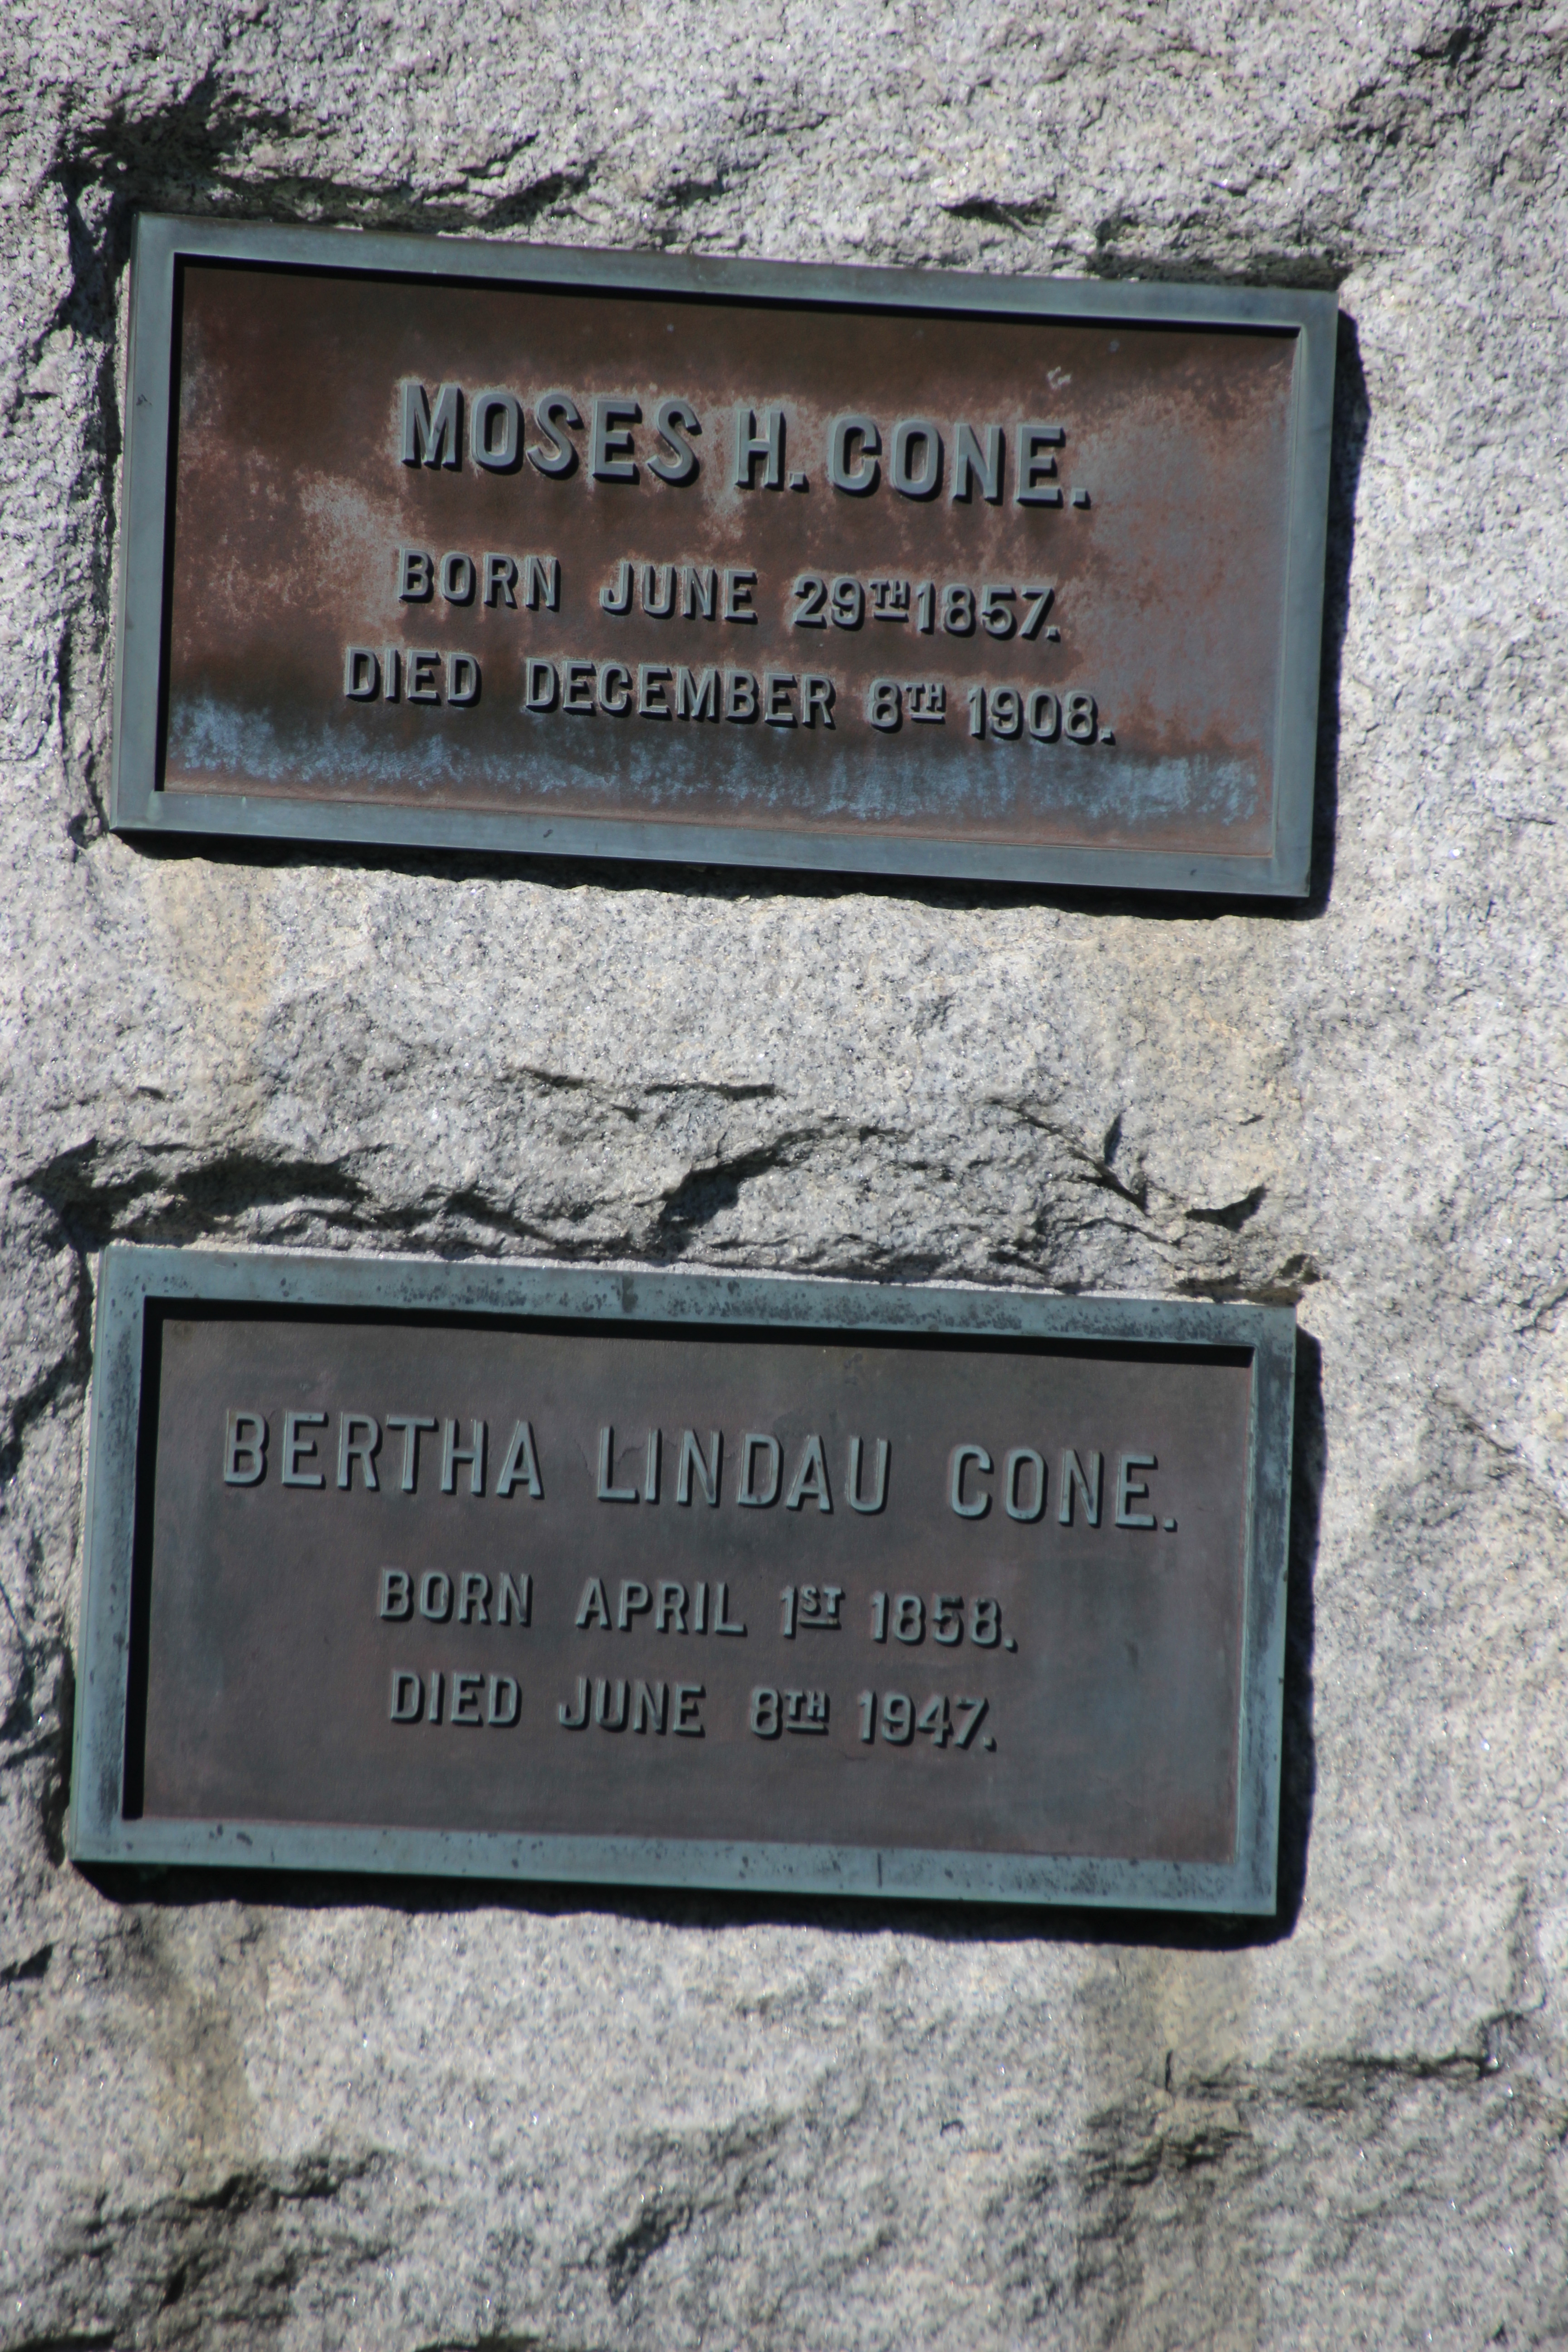 MOSES H. CONE.
BORN JUNE 29TH 1857.
DIED DECEMBER 8TH 1908.
BERTHA LINDAU CONE.
BORN APRIL 1ST 1858.
DIED JUNE 8TH 1947.